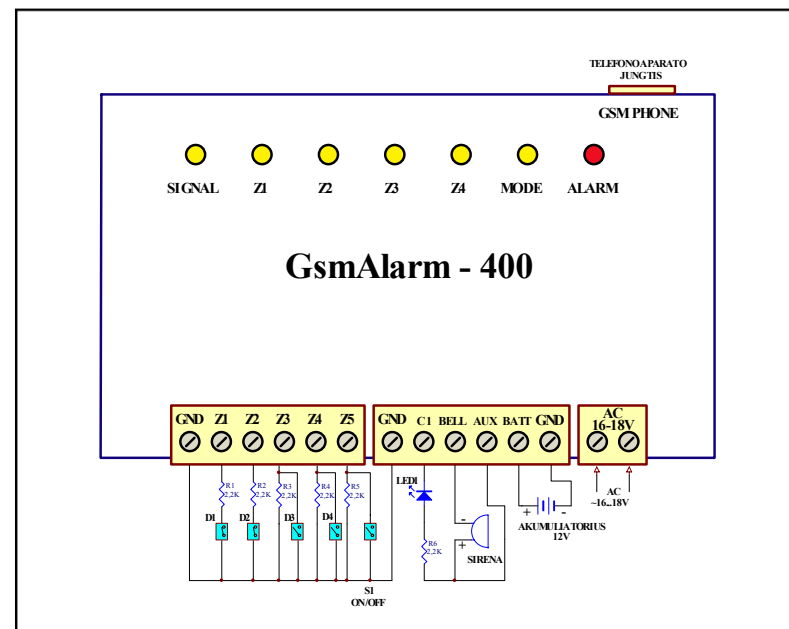 TELEFONO APARATO
JUNGTIS
GSM PHONE
SIGNAL Z1 Z2 Z3 Z4 MODE ALARM
GsmAlarm - 400
GND Z1 Z2 Z3 Z4 Z5
GND C1 BELL AUX BATT GND
AC
16-18V
R1
2,2K
R2
2,2K
R3
2,2K
R4
2,2K
R5
2,2K
LED1
D1 D2 D3 D4
S1
ON/OFF
R6
2,2K
- +
SIRENA
+ -
AKUMULIATORIUS
12V
AC
~16...18V